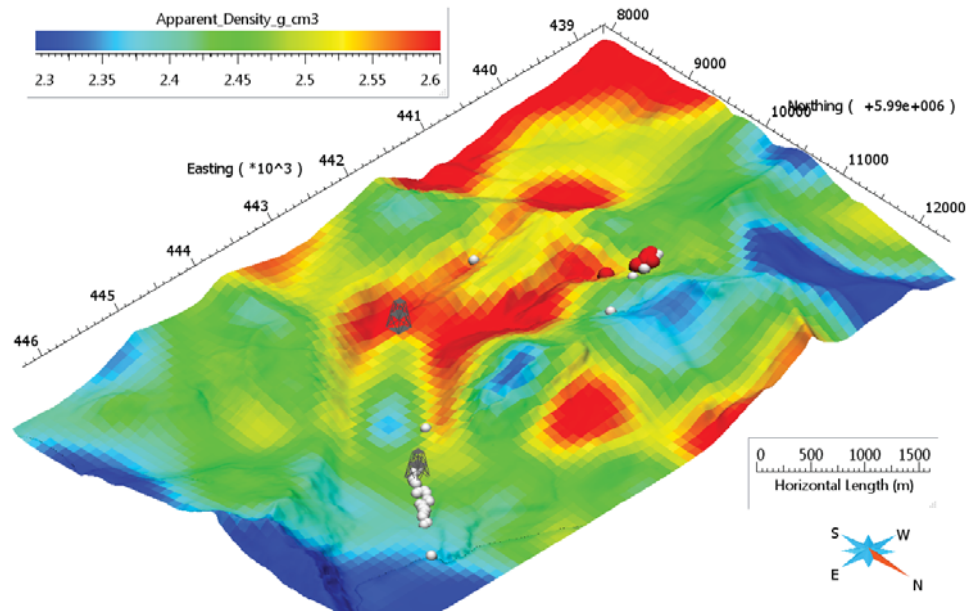 Apparent_Density_g_cm3
2.3 2.35 2.4 2.45 2.5 2.55 2.6
439
440
441
442
443
444
445
446
Easting ( *10^3 )
8000
9000
10000
11000
12000
Northing ( +5.99e+006 )
0 500 1000 1500
Horizontal Length (m)
S W
E N